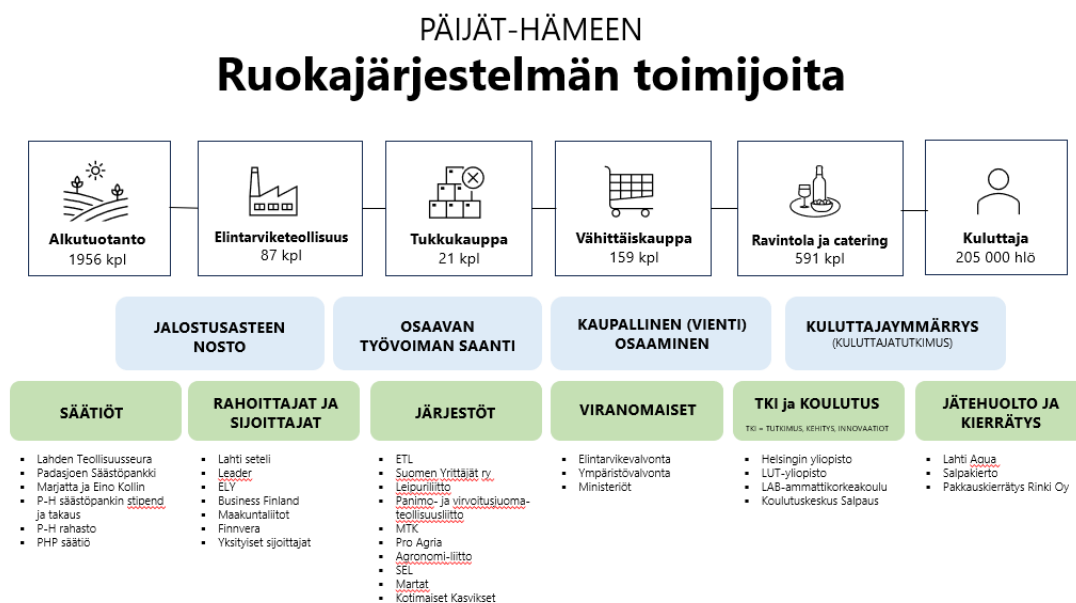 PÄIJÄT-HÄMEEN
Ruokajärjestelmän toimijoita
Alkutuotanto
1956 kpl
Elintarviketeollisuus
87 kpl
Tukkukauppa
21 kpl
Vähittäiskauppa
159 kpl
Ravintola ja catering
591 kpl
Kuluttaja
205 000 hlö
JALOSTUSASTEEN
NOSTO
OSAAVAN
TYÖVOIMAN SAANTI
KAUPALLINEN (VIENTI)
OSAAMINEN
KULUTTAJAYMMÄRRYS
(KULUTTAJATUTKIMUS)
SÄÄTIÖT
▪ Lahden Teollisuusseura
▪ Padasjoen Säästöpankki
▪ Marjatta ja Eino Kollin
▪ P-H säästöpankin stipend
ja takaus
▪ P-H rahasto
▪ PHP säätiö
RAHOITTAJAT JA
SIJOITTAJAT
▪ Lahti seteli
▪ Leader
▪ ELY
▪ Business Finland
▪ Maakuntaliitot
▪ Finnvera
▪ Yksityiset sijoittajat
JÄRJESTÖT
▪ ETL
▪ Suomen Yrittäjät ry
▪ Leipuriliitto
▪ Panimo- ja virvoitusjuoma-
teollisuusliitto
▪ MTK
▪ Pro Agria
▪ Agronomi-liitto
▪ SEL
▪ Martat
▪ Kotimaiset Kasvikset
VIRANOMAISET
▪ Elintarvikevalvonta
▪ Ympäristövalvonta
▪ Ministeriöt
TKI ja KOULUTUS
TKI = TUTKIMUS, KEHITYS, INNOVAATIOT
▪ Helsingin yliopisto
▪ LUT-yliopisto
▪ LAB-ammattikorkeakoulu
▪ Koulutuskeskus Salpaus
JÄTEHUOLTO JA
KIERRÄTYS
▪ Lahti Aqua
▪ Salpakierto
▪ Pakkauskierrätys Rinki Oy